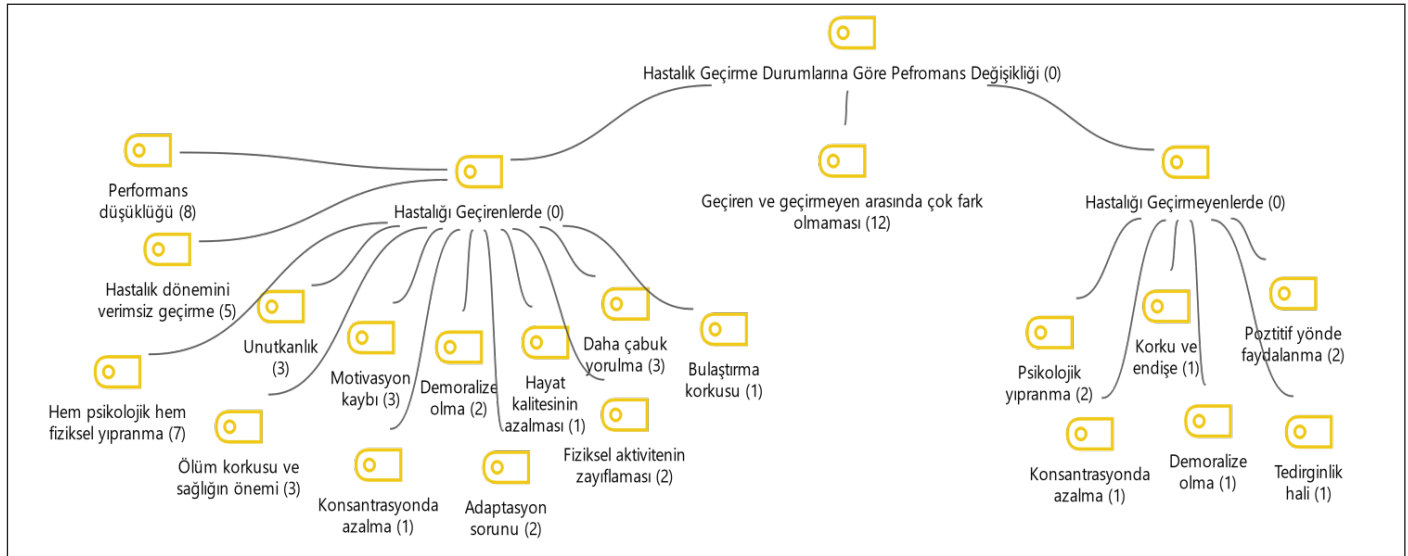 Hastalık Geçirme Durumlarına Göre Pefromans Değişikliği (0)
Performans
düşüklüğü (8)
Hastalığı Geçirenlerde (0)
Geçiren ve geçirmeyen arasında çok fark
olmaması (12)
Hastalığı Geçirmeyenlerde (0)
Hastalık dönemini
verimsiz geçirme (5)
Unutkanlık
(3)
Motivasyon
kaybı (3)
Demoralize
olma (2)
Hayat
kalitesinin
azalması (1)
Daha çabuk
yorulma (3)
Bulaştırma
korkusu (1)
Hem psikolojik hem
fiziksel yıpranma (7)
Ölüm korkusu ve
sağlığın önemi (3)
Konsantrasyonda
azalma (1)
Adaptasyon
sorunu (2)
Fiziksel aktivitenin
zayıflaması (2)
Psikolojik
yıpranma (2)
Korku ve
endişe (1)
Poztitif yönde
faydalanma (2)
Konsantrasyonda
azalma (1)
Demoralize
olma (1)
Tedirginlik
hali (1)